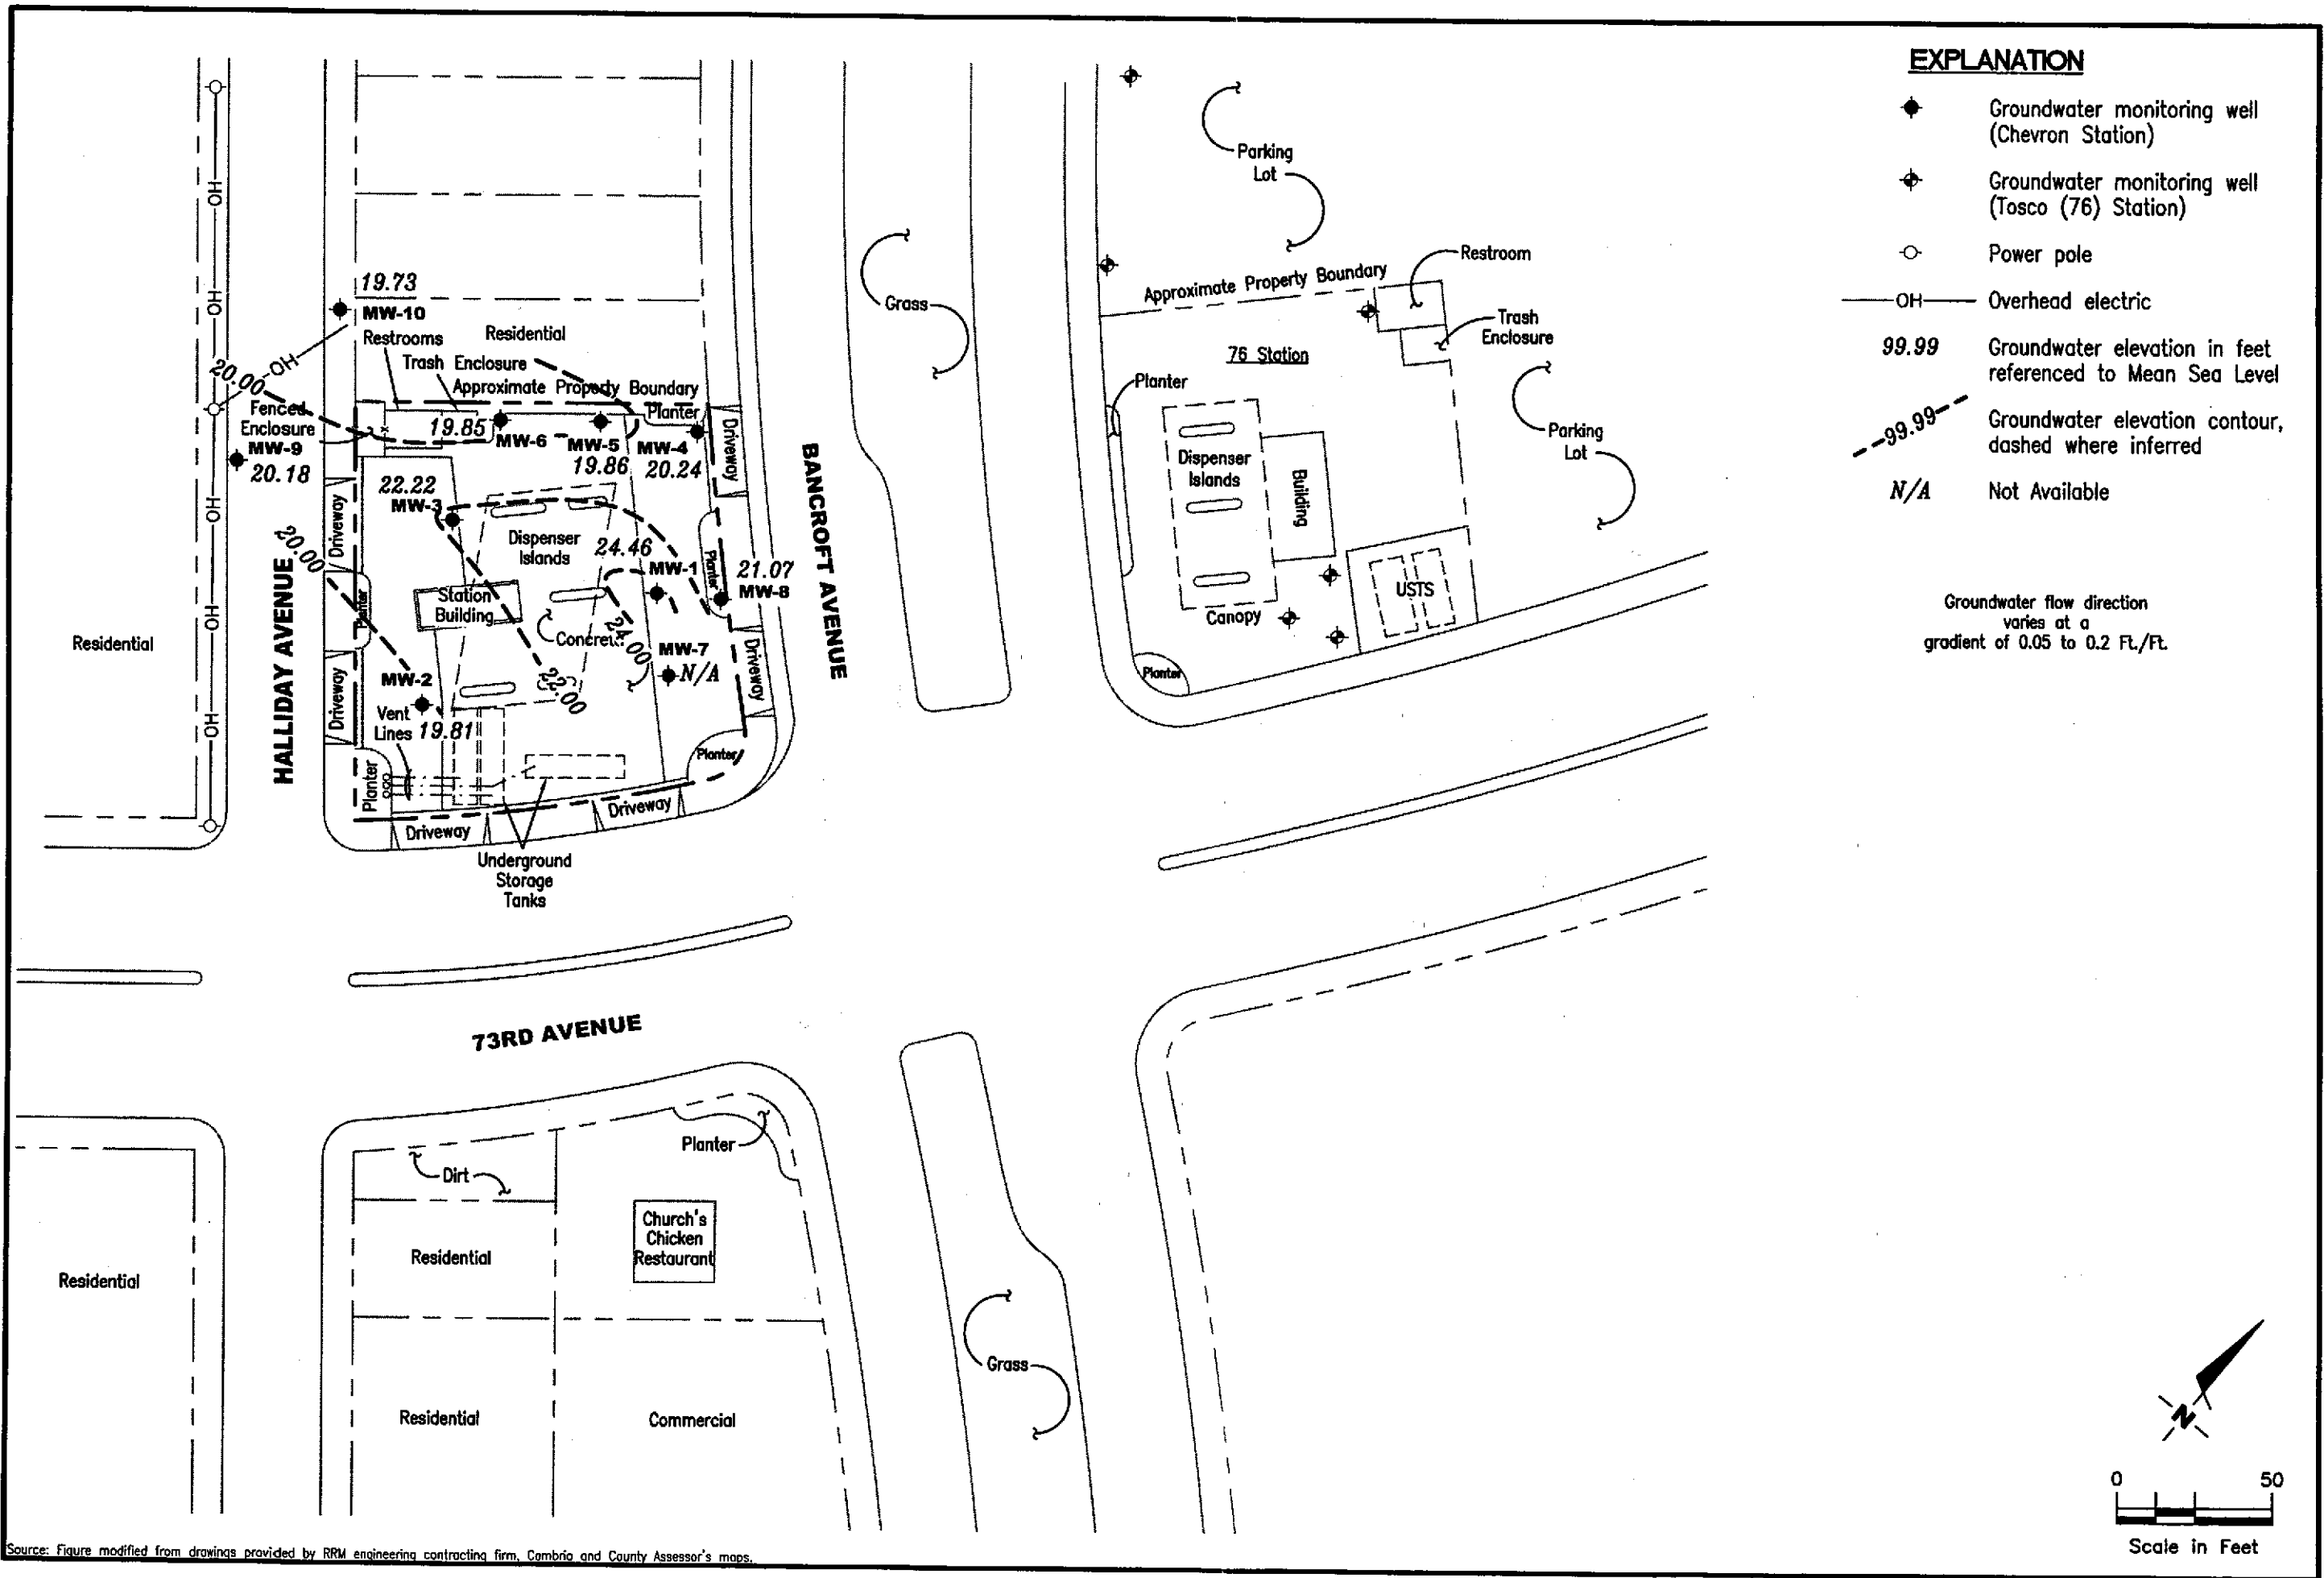 EXPLANATION
Groundwater monitoring well
(Chevron Station)
Groundwater monitoring well
(Tosco (76) Station)
Power pole
OH
Overhead electric
99.99
Groundwater elevation in feet
referenced to Mean Sea Level
99.99
Groundwater elevation contour,
dashed where inferred
N/A
Not Available
Groundwater flow direction
varies at a
gradient of 0.05 to 0.2 Ft./Ft.
Parking
Lot
Grass
Approximate Property Boundary
Restroom
Trash
Enclosure
76 Station
Planter
Dispenser
Islands
Building
Parking
Lot
USTS
Canopy
Planter
OH
OH
OH
OH
OH
OH
19.73
MW-10
Restrooms
Residential
Trash Enclosure
Approximate Property Boundary
20.00
Fenced
Enclosure
MW-9
20.18
19.85
MW-6
MW-5
19.86
Planter
MW-4
20.24
Driveway
22.22
MW-3
Driveway
Dispenser
Islands
24.46
MW-1
Planter
21.07
MW-8
BANCROFT AVENUE
20.00
HALLIDAY AVENUE
Planter
Station
Building
Concrete
24.00
MW-7
N/A
Driveway
22.00
MW-2
Vent
Lines
19.81
Driveway
Planter
Planter
Driveway
Driveway
Underground
Storage
Tanks
Residential
73RD AVENUE
Planter
Dirt
Residential
Church's
Chicken
Restaurant
Residential
Residential
Commercial
Grass
N
0 50
Scale in Feet
Source: Figure modified from drawings provided by RRM engineering contracting firm, Cambria and County Assessor's maps.